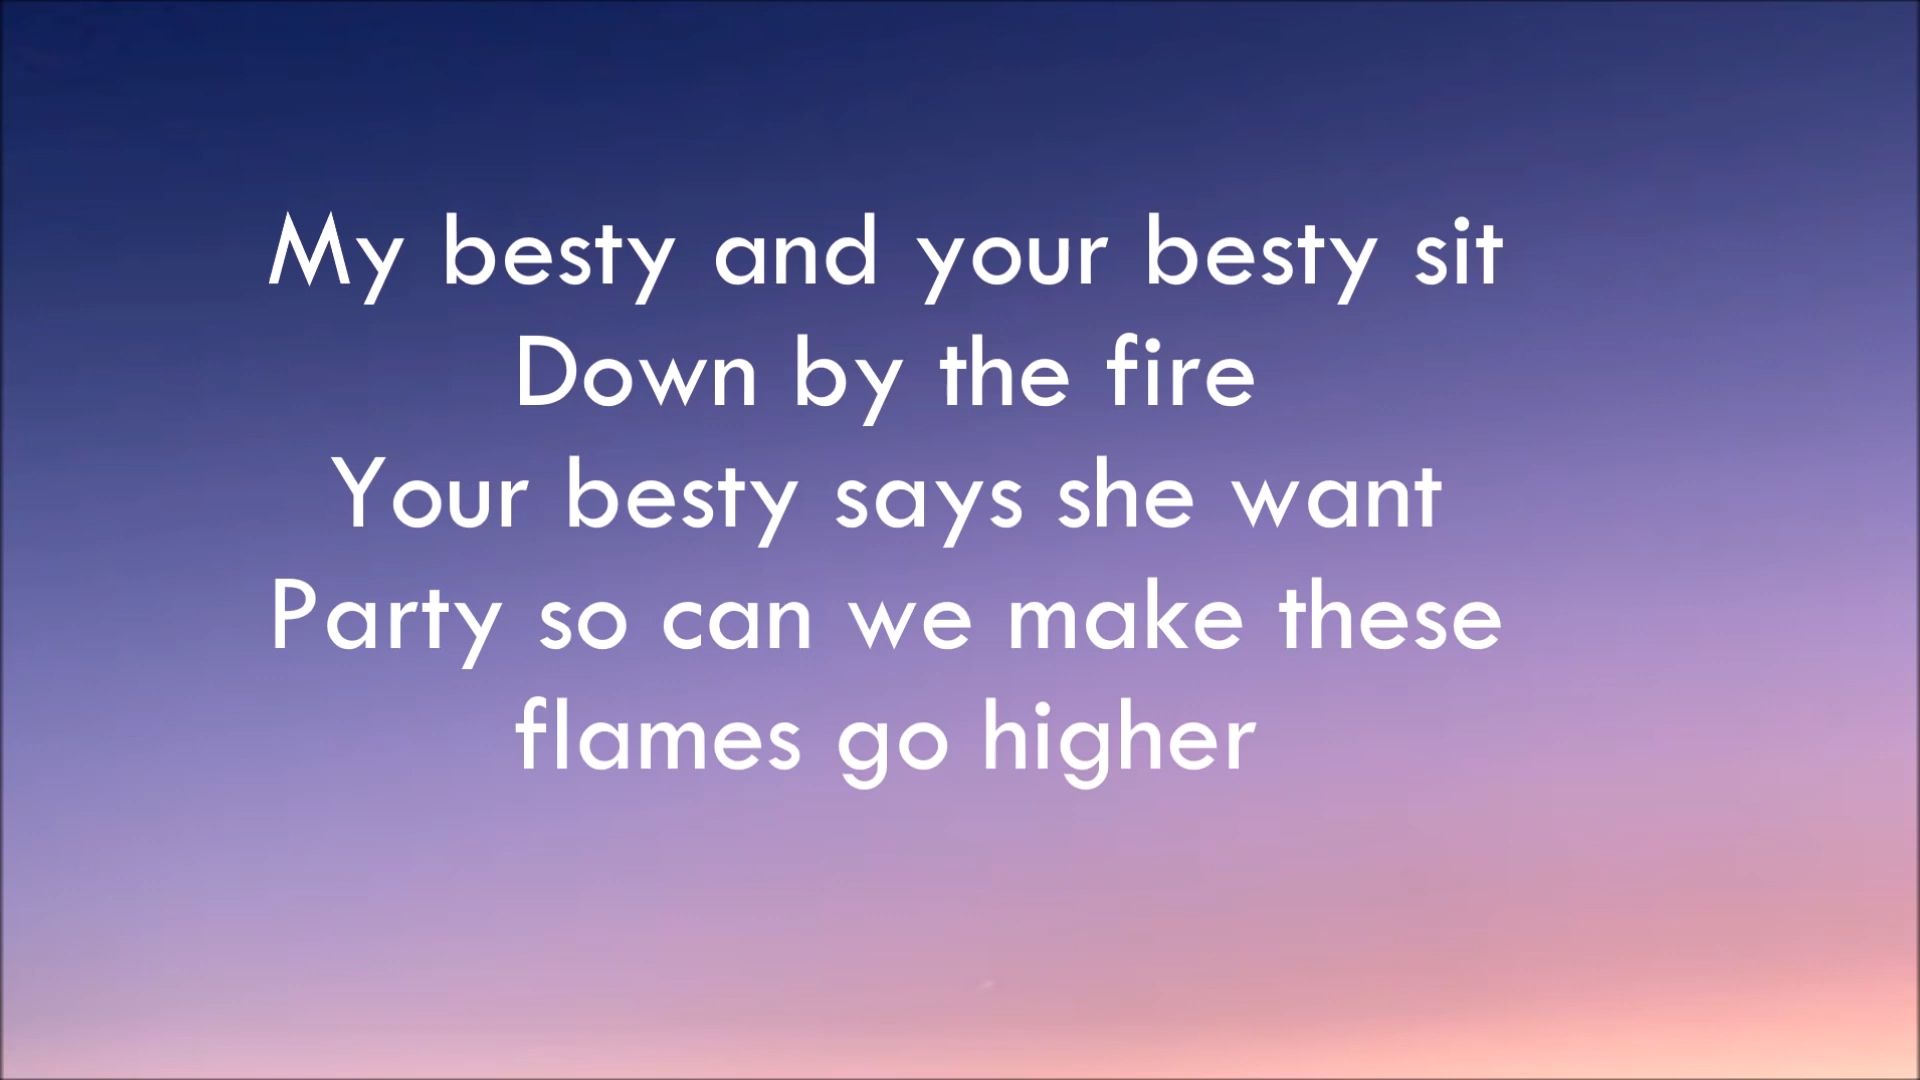 My besty and your besty sit
Down by the fire
Your besty says she want
Party so can we make these
flames go higher